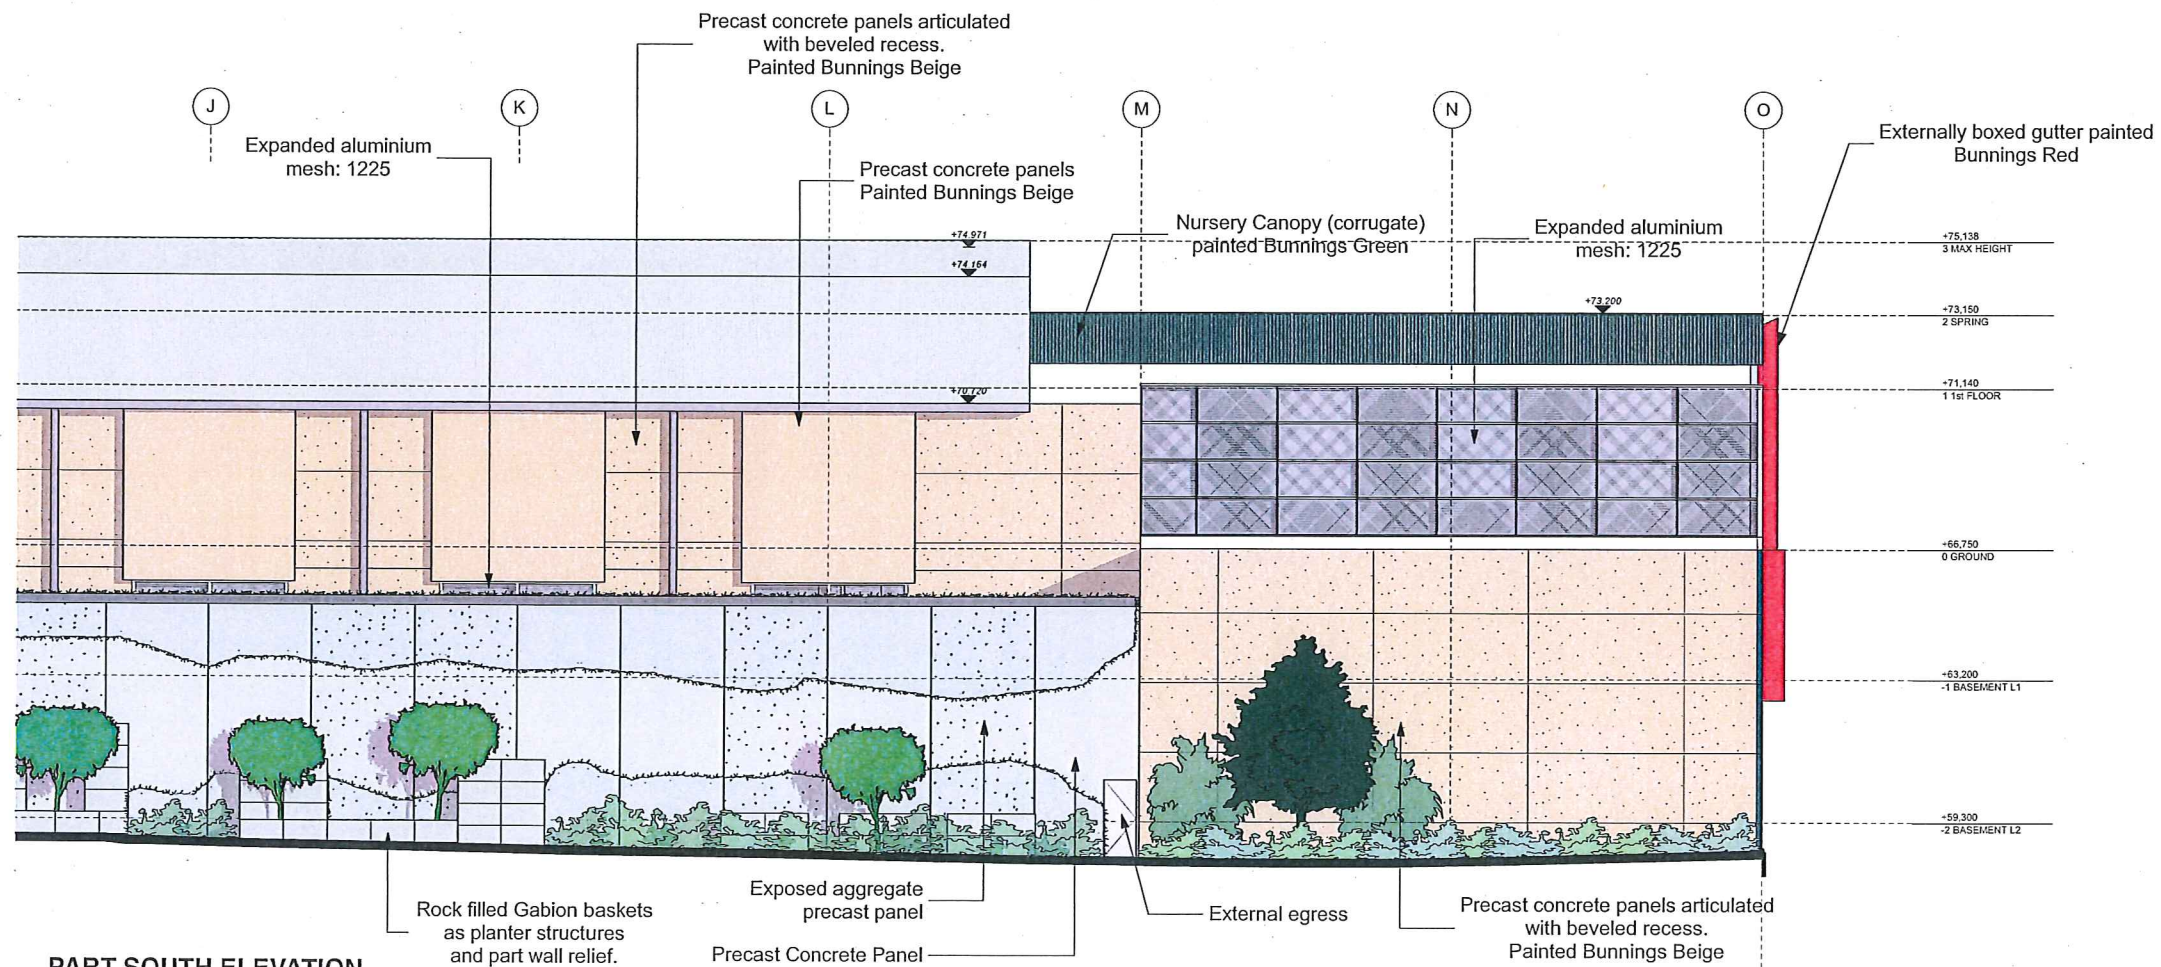 Precast concrete panels articulated
with beveled recess.
Painted Bunnings Beige
J
K
L
M
N
O
Expanded aluminium
mesh: 1225
Precast concrete panels
Painted Bunnings Beige
Externally boxed gutter painted
Bunnings Red
Nursery Canopy (corrugate)
painted Bunnings Green
Expanded aluminium
mesh: 1225
+74.971
+74.164
+75,138
3 MAX HEIGHT
+73.200
+73,150
2 SPRING
+70.120
+71,140
1 1st FLOOR
+66,750
0 GROUND
+63,200
-1 BASEMENT L1
+59,300
-2 BASEMENT L2
Rock filled Gabion baskets
as planter structures
and part wall relief.
Exposed aggregate
precast panel
Precast Concrete Panel
External egress
Precast concrete panels articulated
with beveled recess.
Painted Bunnings Beige
PART SOUTH ELEVATION